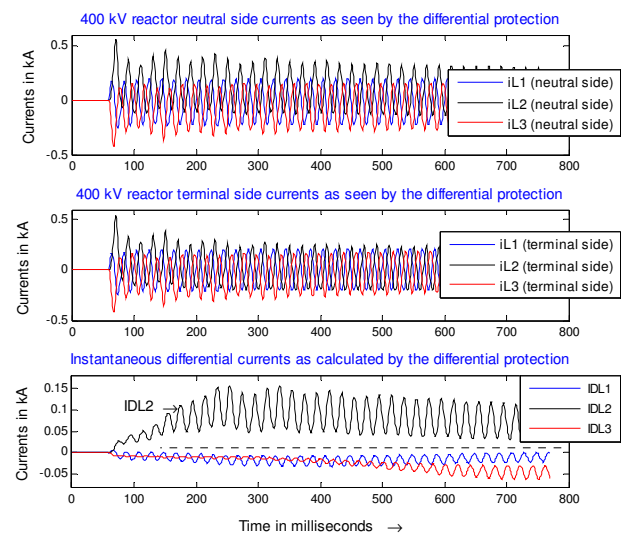 400 kV reactor neutral side currents as seen by the differential protection
0.5
0
-0.5
Currents in kA
iL1 (neutral side)
iL2 (neutral side)
iL3 (neutral side)
0 100 200 300 400 500 600 700 800
400 kV reactor terminal side currents as seen by the differential protection
0.5
0
-0.5
Currents in kA
iL1 (terminal side)
iL2 (terminal side)
iL3 (terminal side)
0 100 200 300 400 500 600 700 800
Instantaneous differential currents as calculated by the differential protection
0.15
0.1
0.05
0
-0.05
Currents in kA
IDL2 →
IDL1
IDL2
IDL3
0 100 200 300 400 500 600 700 800
Time in milliseconds →